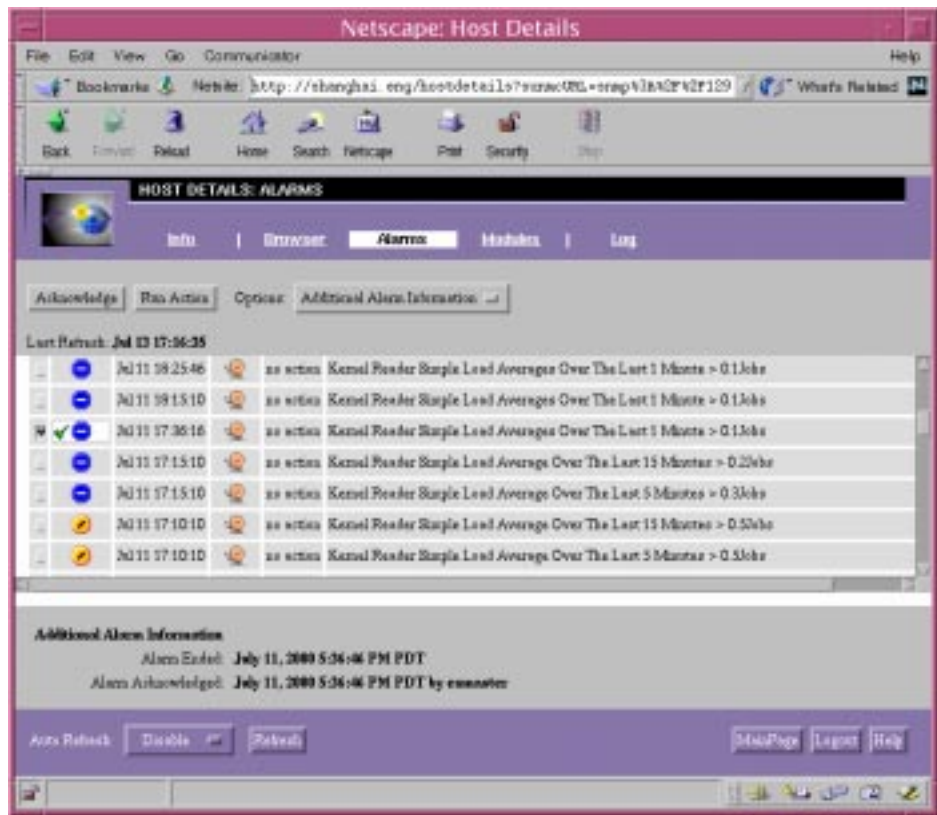 Netscape: Host Details
File Edit View Go Communicator Help
Bookmarks Netsite: http://shanghai.eng/hostdetails?sunmcURL=snmp%3A%2F%2F129 What's Related
Back Forward Reload Home Search Netscape Print Security Stop
HOST DETAILS: ALARMS
Info | Browser Alarms Modules | Log
Acknowledge Run Action Options: Additional Alarm Information
Last Refresh: Jul 13 17:16:35
Jul 11 18:25:46 no action Kernel Reader Simple Load Averages Over The Last 1 Minute > 0.1Jobs
Jul 11 18:15:10 no action Kernel Reader Simple Load Averages Over The Last 1 Minute > 0.1Jobs
Jul 11 17:36:16 no action Kernel Reader Simple Load Averages Over The Last 1 Minute > 0.1Jobs
Jul 11 17:15:10 no action Kernel Reader Simple Load Average Over The Last 15 Minutes > 0.2Jobs
Jul 11 17:15:10 no action Kernel Reader Simple Load Average Over The Last 5 Minutes > 0.3Jobs
Jul 11 17:10:10 no action Kernel Reader Simple Load Average Over The Last 15 Minutes > 0.5Jobs
Jul 11 17:10:10 no action Kernel Reader Simple Load Average Over The Last 5 Minutes > 0.5Jobs
Additional Alarm Information
Alarm Ended: July 11, 2000 5:36:46 PM PDT
Alarm Acknowledged: July 11, 2000 5:36:46 PM PDT by
Auto Refresh: Disable Refresh MainPage Logout Help